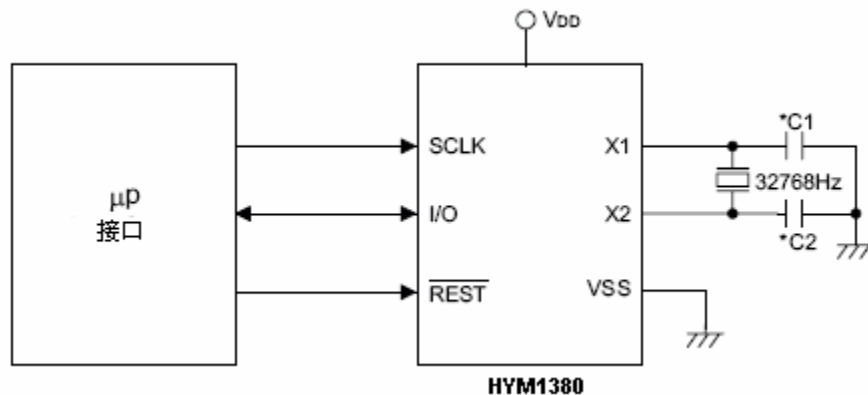 VDD
SCLK
X1
*C1
μp
接口
32768Hz
I/O
X2
*C2
REST
VSS
HYM1380